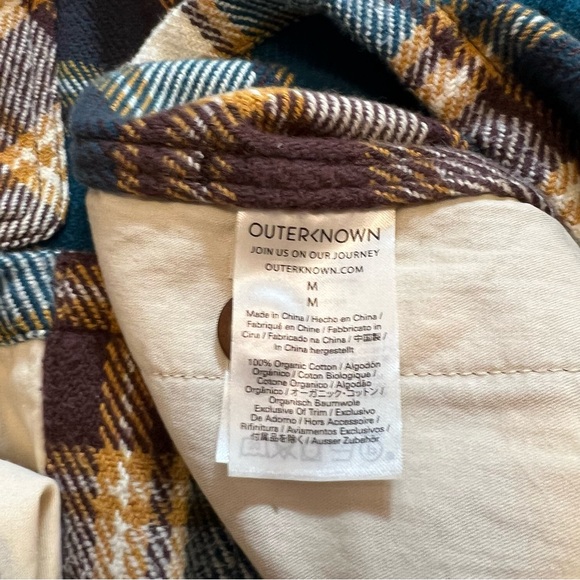 OUTERKNOWN
JOIN US ON OUR JOURNEY
OUTERKNOWN.COM
M
M
Made in China / Hecho en China /
Fabriqué en Chine / Fabbricato in
Cina / Fabricado na China / 中国製 /
In China hergestellt
100% Organic Cotton / Algodón
Orgánico / Coton Biologique /
Cotone Organico / Algodão
Orgânico / オーガニック・コットン /
Organisch Baumwolle
Exclusive Of Trim / Exclusivo
De Adorno / Hors Accessoire /
Rifinitura / Aviamentos Exclusivos /
付属品を除く / Ausser Zubehör